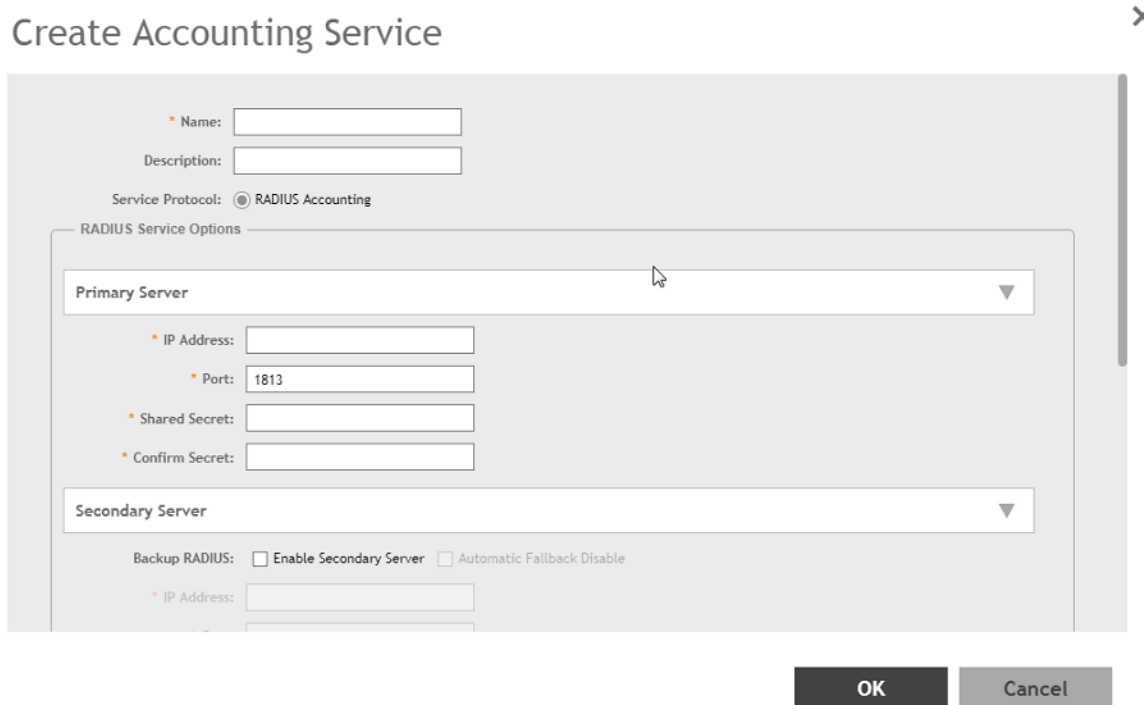 Create Accounting Service
* Name:
Description:
Service Protocol: RADIUS Accounting
RADIUS Service Options
Primary Server
* IP Address:
* Port: 1813
* Shared Secret:
* Confirm Secret:
Secondary Server
Backup RADIUS: Enable Secondary Server Automatic Fallback Disable
* IP Address:
OK Cancel